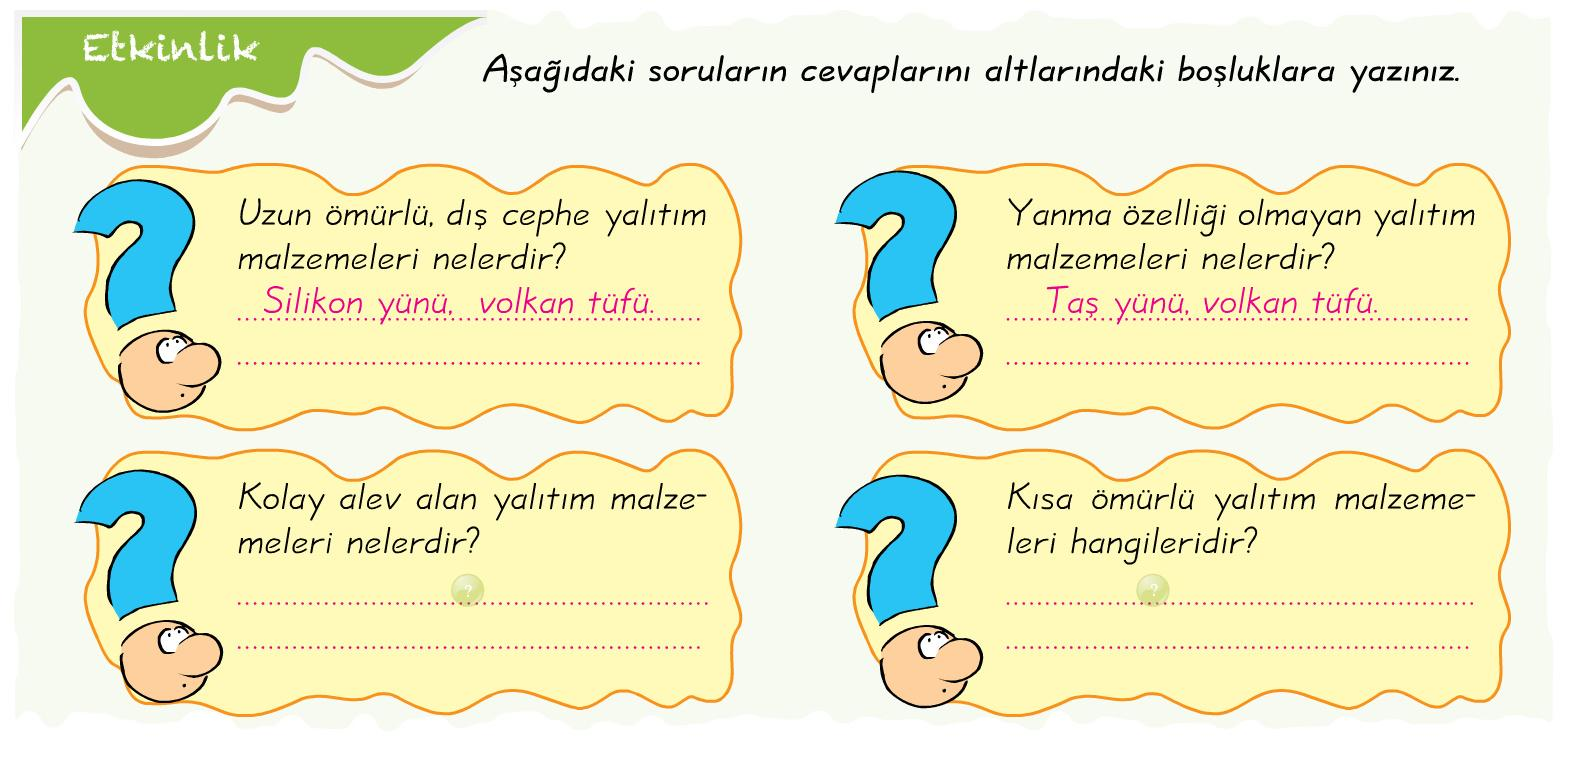 Etkinlik
Aşağıdaki soruların cevaplarını altlarındaki boşluklara yazınız.
Uzun ömürlü, dış cephe yalıtım
malzemeleri nelerdir?
Silikon yünü, volkan tüfü.
Yanma özelliği olmayan yalıtım
malzemeleri nelerdir?
Taş yünü, volkan tüfü.
Kolay alev alan yalıtım malze-
meleri nelerdir?
?
Kısa ömürlü yalıtım malzeme-
leri hangileridir?
?